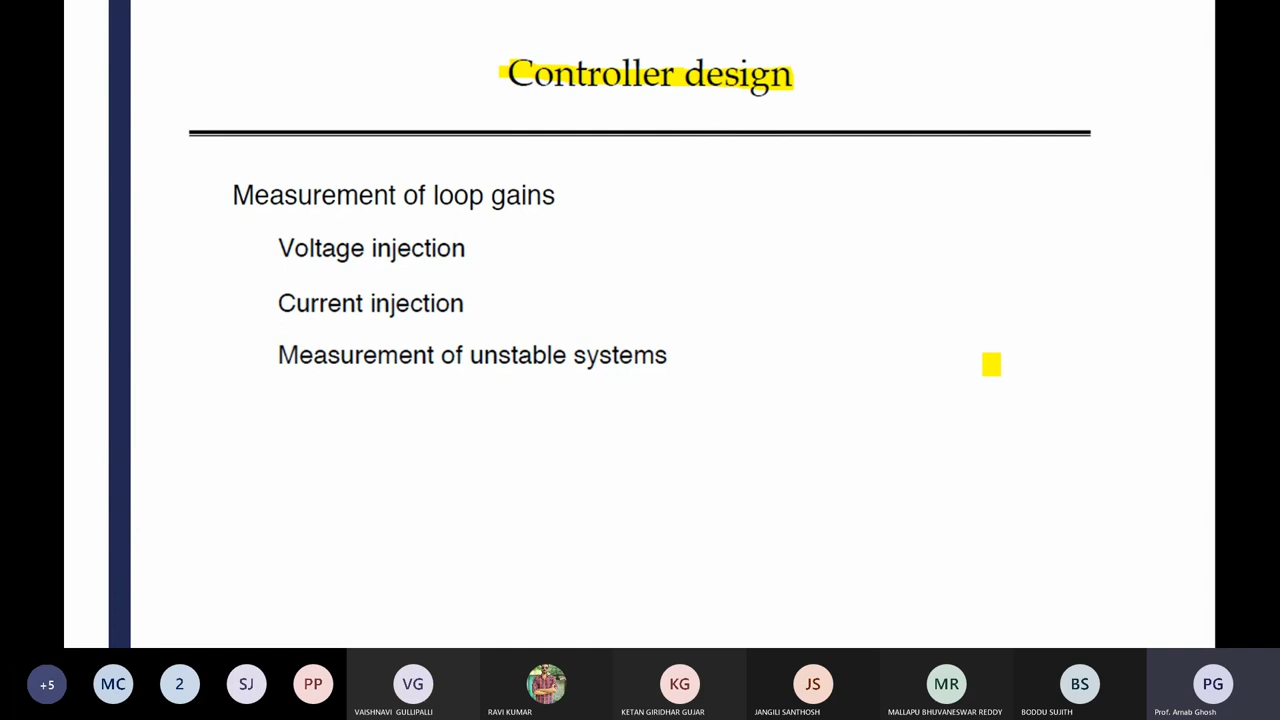 Controller design
Measurement of loop gains
Voltage injection
Current injection
Measurement of unstable systems
+5 MC 2 SJ PP VG KG JS MR BS PG
VAISHNAVI GULLIPALLI RAVI KUMAR KETAN GIRIDHAR GUJAR JANGILI SANTHOSH MALLAPU BHUVANESWAR REDDY BODDU SUJITH Prof. Arnab Ghosh